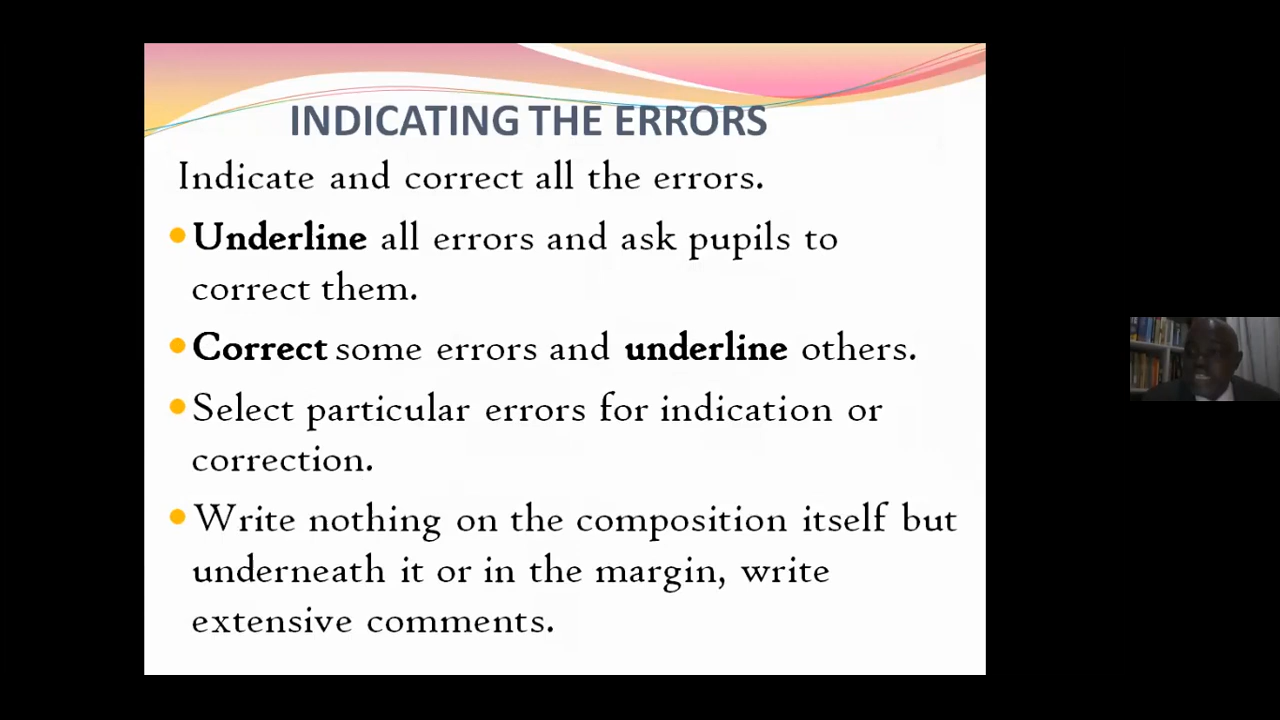 INDICATING THE ERRORS
Indicate and correct all the errors.
Underline all errors and ask pupils to
correct them.
Correct some errors and underline others.
Select particular errors for indication or
correction.
Write nothing on the composition itself but
underneath it or in the margin, write
extensive comments.